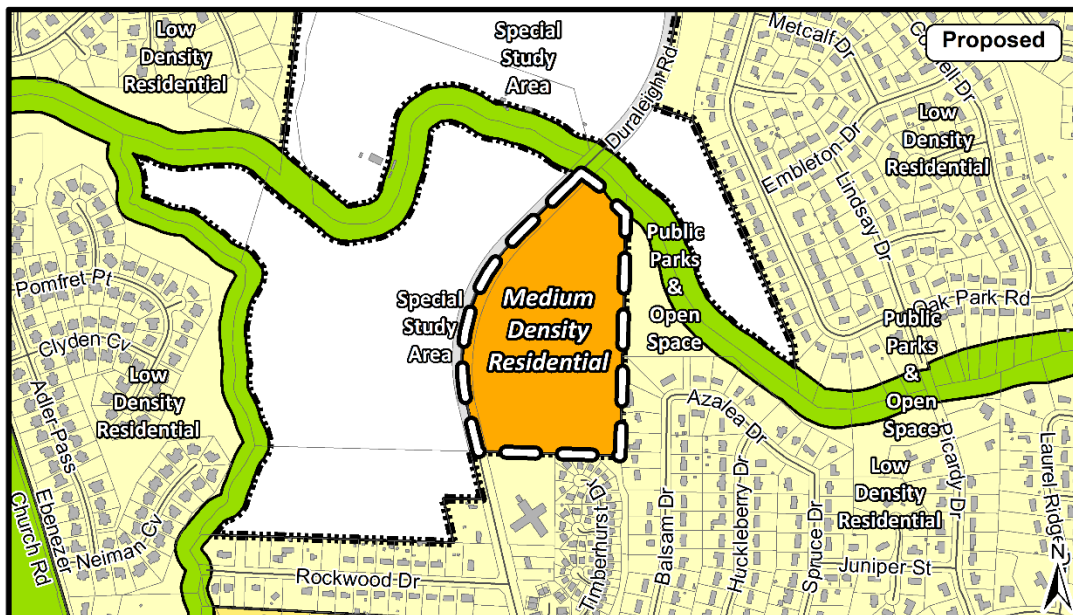 Low
Density
Residential
Special
Study
Area
Duraleigh Rd
Metcalf Dr
Proposed
Low
Density
Residential
Embleton Dr
Lindsay Dr
Public
Parks
&
Open
Space
Pomfret Pt
Clyden Cv
Adler Pass
Low
Density
Residential
Special
Study
Area
Medium
Density
Residential
Oak Park Rd
Public
Parks
&
Open
Space
Azalea Dr
Picardy Dr
Low
Density
Residential
Church Rd
Ebenezer
Neiman Cv
Rockwood Dr
Timberhurst Dr
Balsam Dr
Huckleberry Dr
Spruce Dr
Juniper St
Laurel Ridge
N